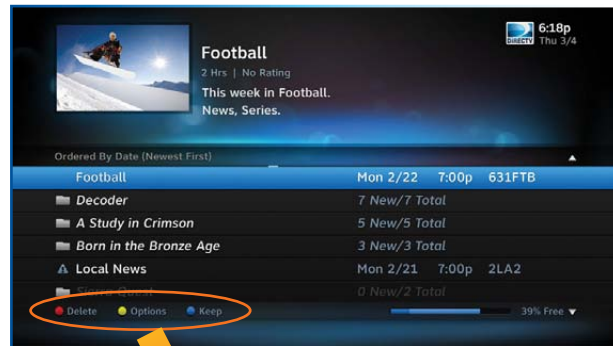 Football
2 Hrs | No Rating
This week in Football.
News, Series.
DIRECTV
6:18p
Thu 3/4
Ordered By Date (Newest First)
Football Mon 2/22 7:00p 631FTB
Decoder 7 New/7 Total
A Study in Crimson 5 New/5 Total
Born in the Bronze Age 3 New/3 Total
Local News Mon 2/21 7:00p 2LA2
Sierra Quest 0 New/2 Total
Delete Options Keep 39% Free